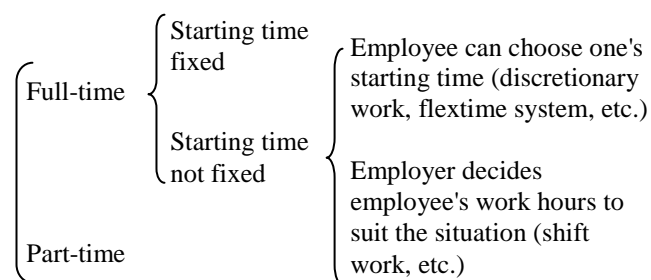 Full-time
Starting time
fixed
Starting time
not fixed
Employee can choose one's
starting time (discretionary
work, flextime system, etc.)
Employer decides
employee's work hours to
suit the situation (shift
work, etc.)
Part-time